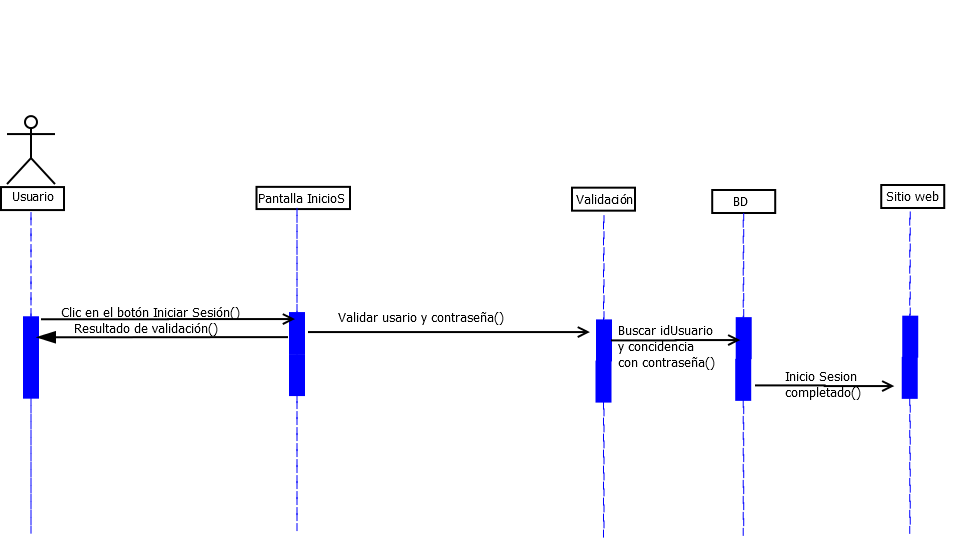 Usuario
Pantalla InicioS
Validación
BD
Sitio web
Clic en el botón Iniciar Sesión()
Resultado de validación()
Validar usario y contraseña()
Buscar idUsuario
y concidencia
con contraseña()
Inicio Sesion
completado()